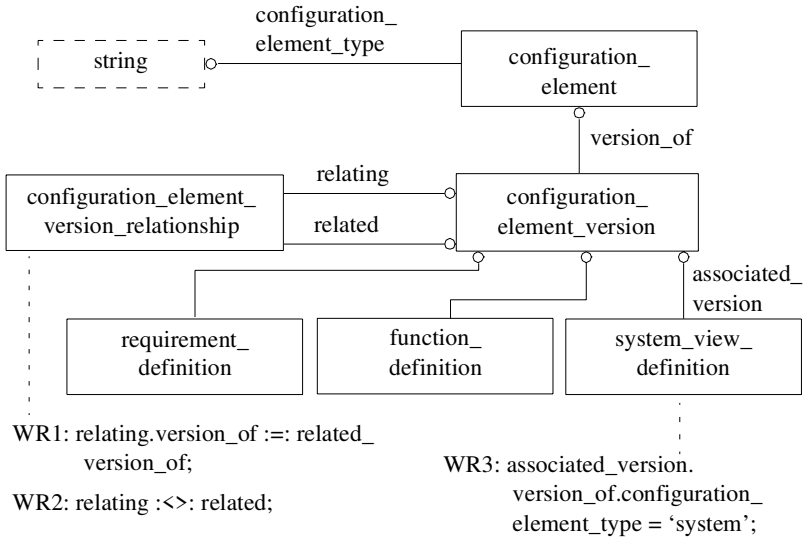 configuration_
element_type
string
configuration_
element
version_of
configuration_element_
version_relationship
relating
related
configuration_
element_version
associated_
version
requirement_
definition
function_
definition
system_view_
definition
WR1: relating.version_of :=: related_
version_of;
WR2: relating :<>: related;
WR3: associated_version.
version_of.configuration_
element_type = ‘system’;